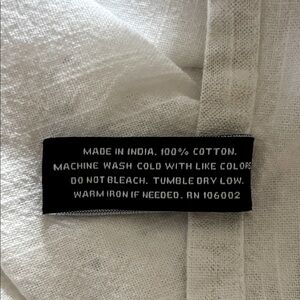 MADE IN INDIA. 100% COTTON.
MACHINE WASH COLD WITH LIKE COLORS
DO NOT BLEACH. TUMBLE DRY LOW.
WARM IRON IF NEEDED. RN 106002